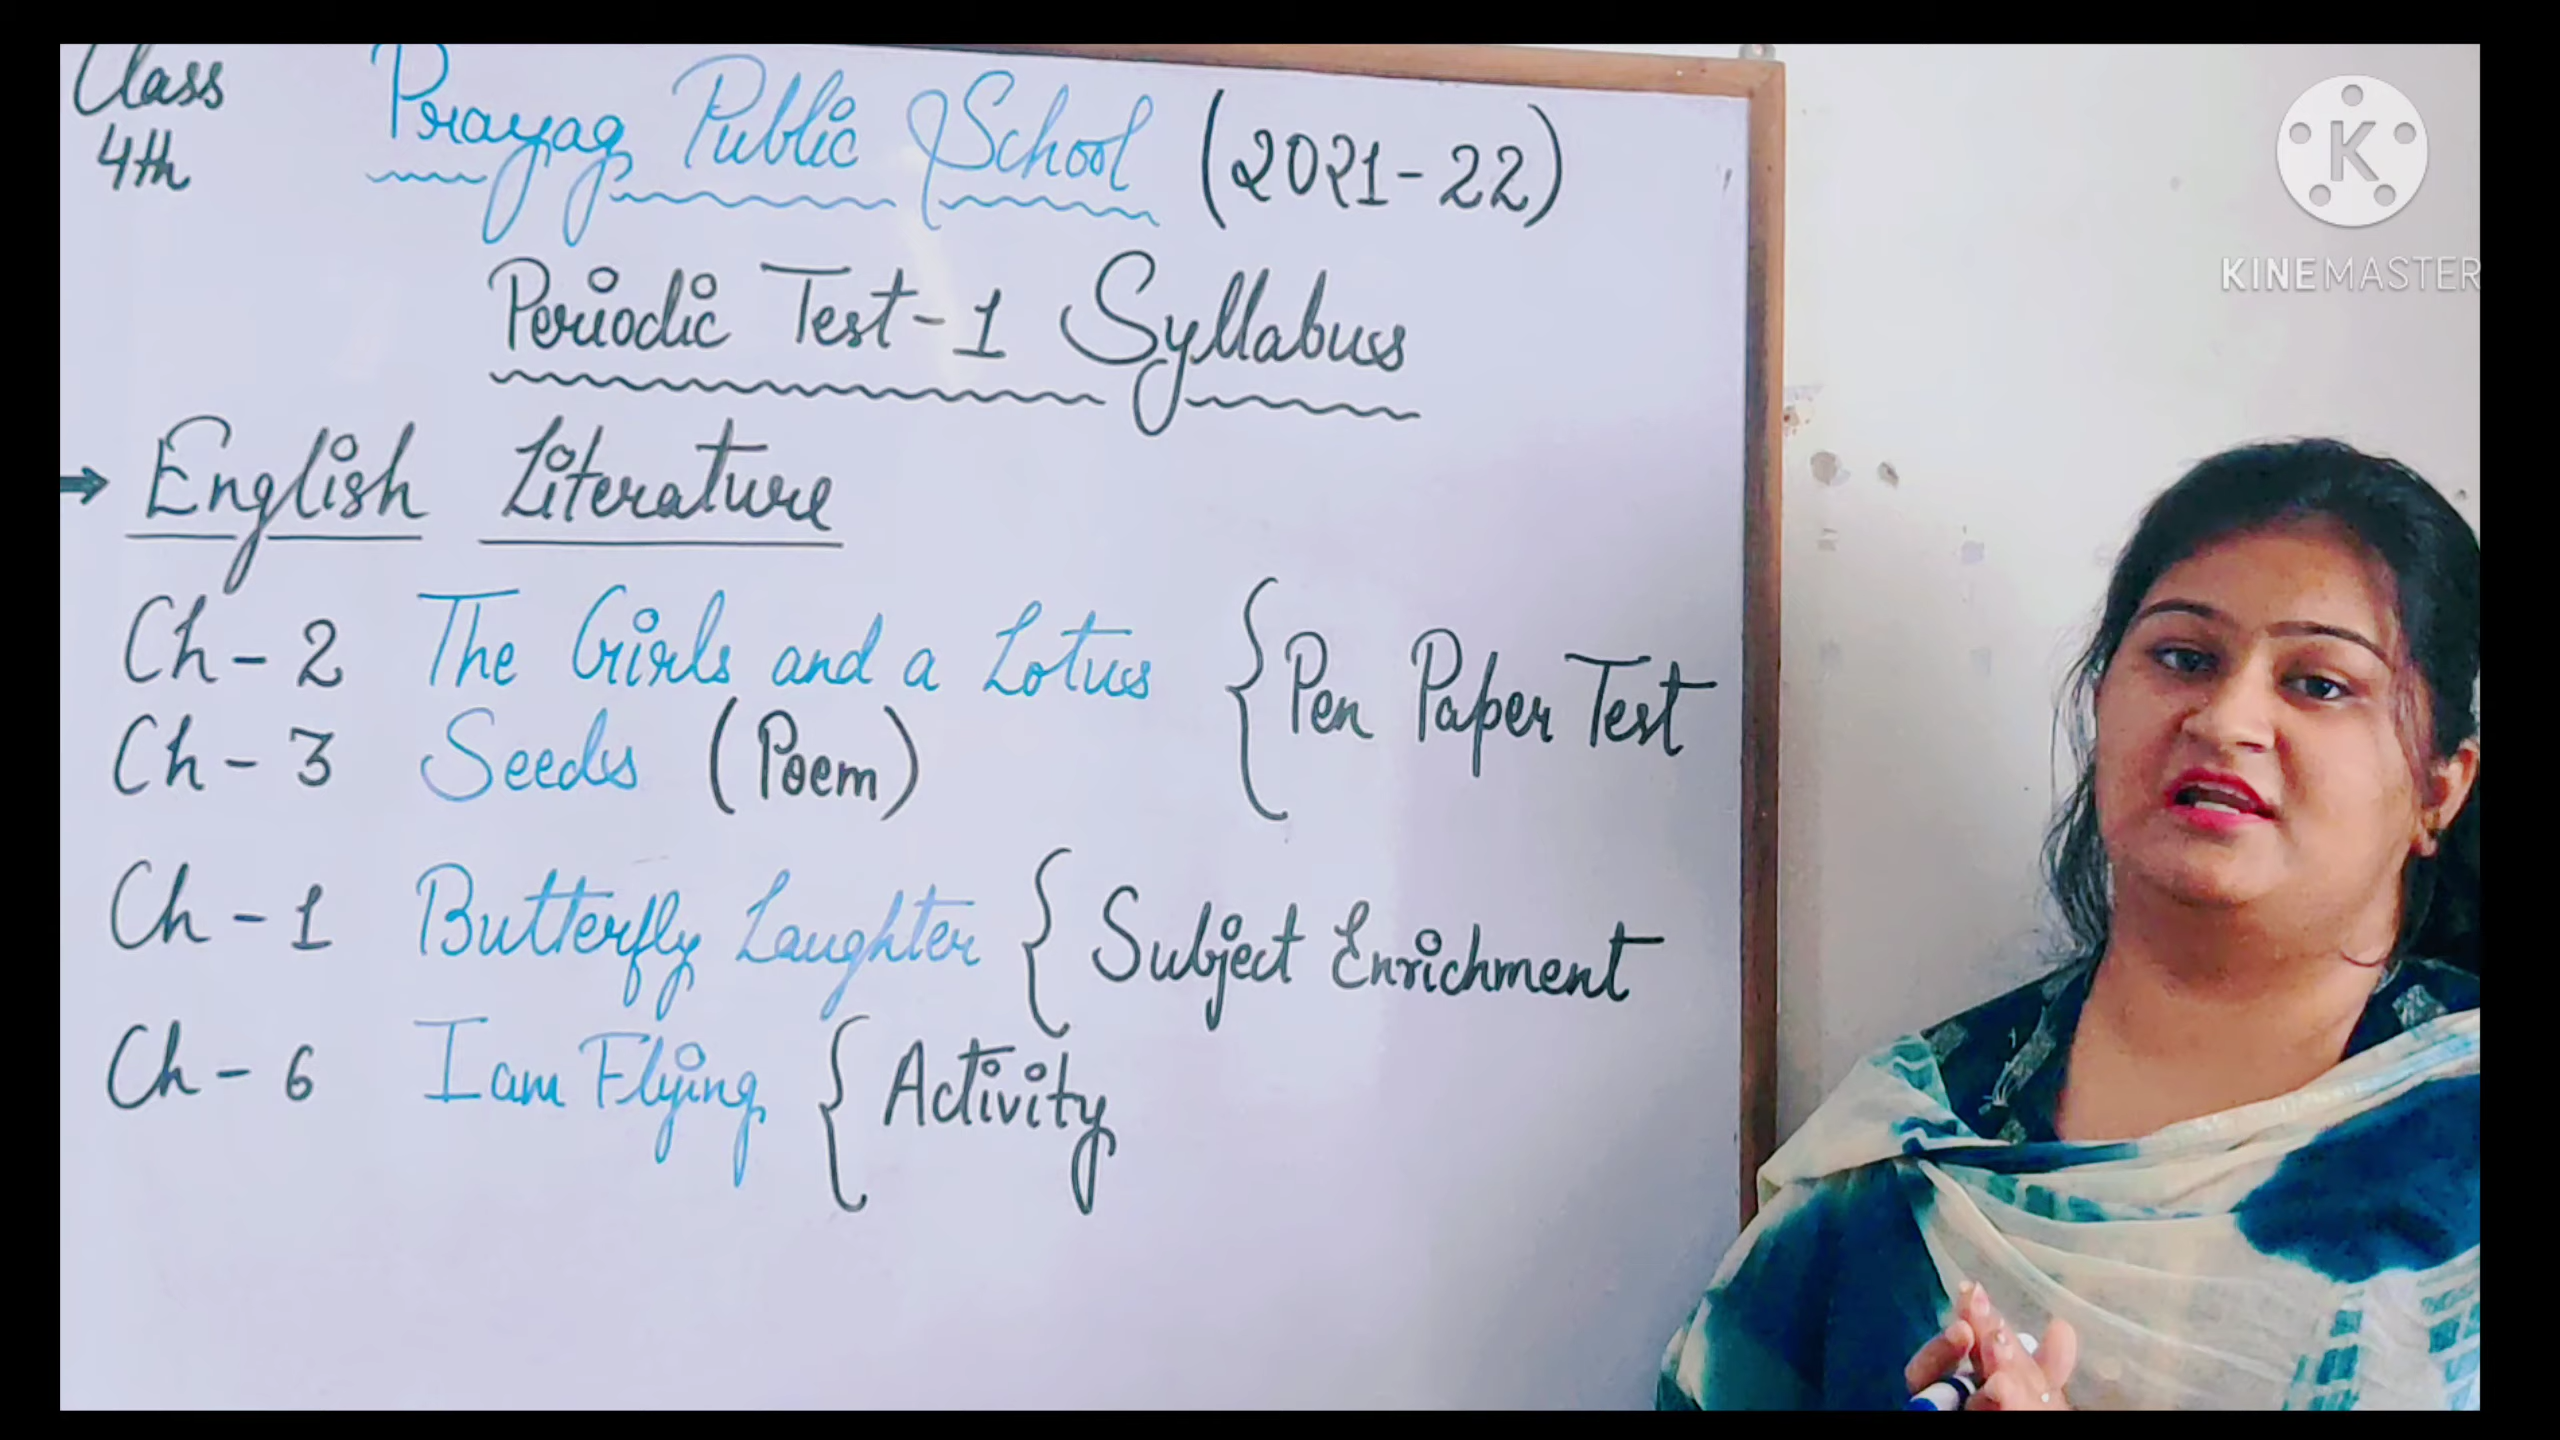 Class
4th
Prayag Public School (2021-22)
Periodic Test-1 Syllabus
→ English Literature
Ch - 2 The Girls and a Lotus { Pen Paper Test
Ch - 3 Seeds (Poem)
Ch - 1 Butterfly Laughter { Subject Enrichment
Ch - 6 I am Flying { Activity
K
KINEMASTER